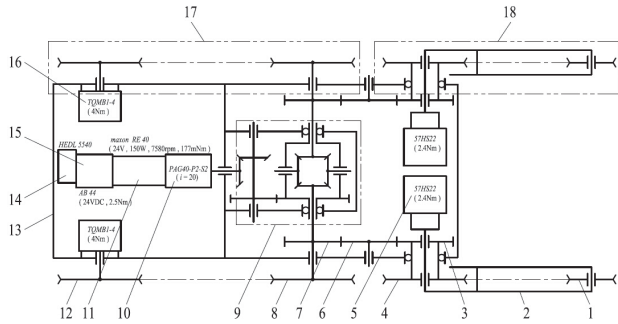 17
18
16
TQMB1-4
(4Nm)
15
HEDL 5540
maxon RE 40
(24V, 150W, 7580rpm, 177mNm)
PAG40-P2-S2
(i = 20)
57HS22
(2.4Nm)
57HS22
(2.4Nm)
14
AB 44
(24VDC, 2.5Nm)
13
TQMB1-4
(4Nm)
12
11
10
9
8
7
6
5
4
3
2
1